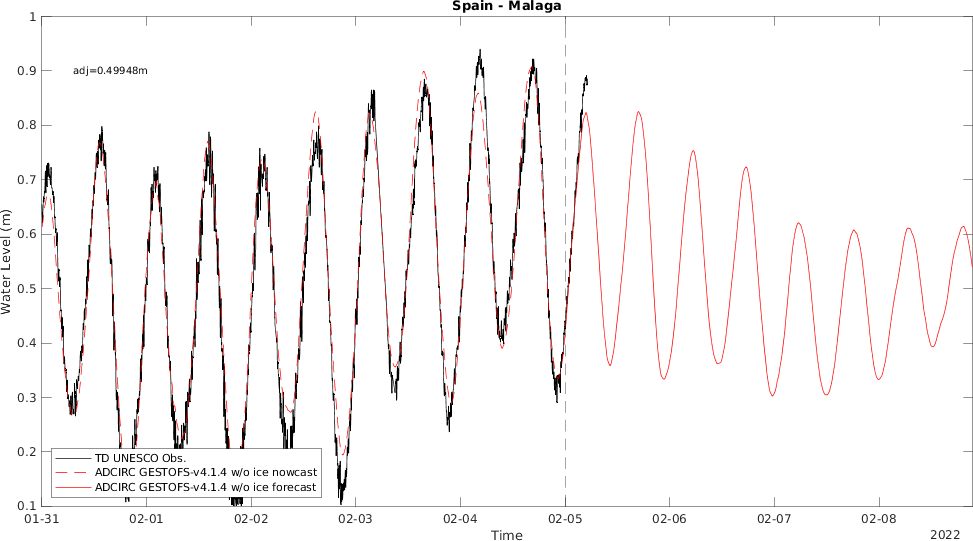 Spain - Malaga
1
0.9
0.8
0.7
0.6
0.5
0.4
0.3
0.2
0.1
Water Level (m)
adj=0.49948m
TD UNESCO Obs.
ADCIRC GESTOFS-v4.1.4 w/o ice nowcast
ADCIRC GESTOFS-v4.1.4 w/o ice forecast
01-31 02-01 02-02 02-03 02-04 02-05 02-06 02-07 02-08
Time
2022